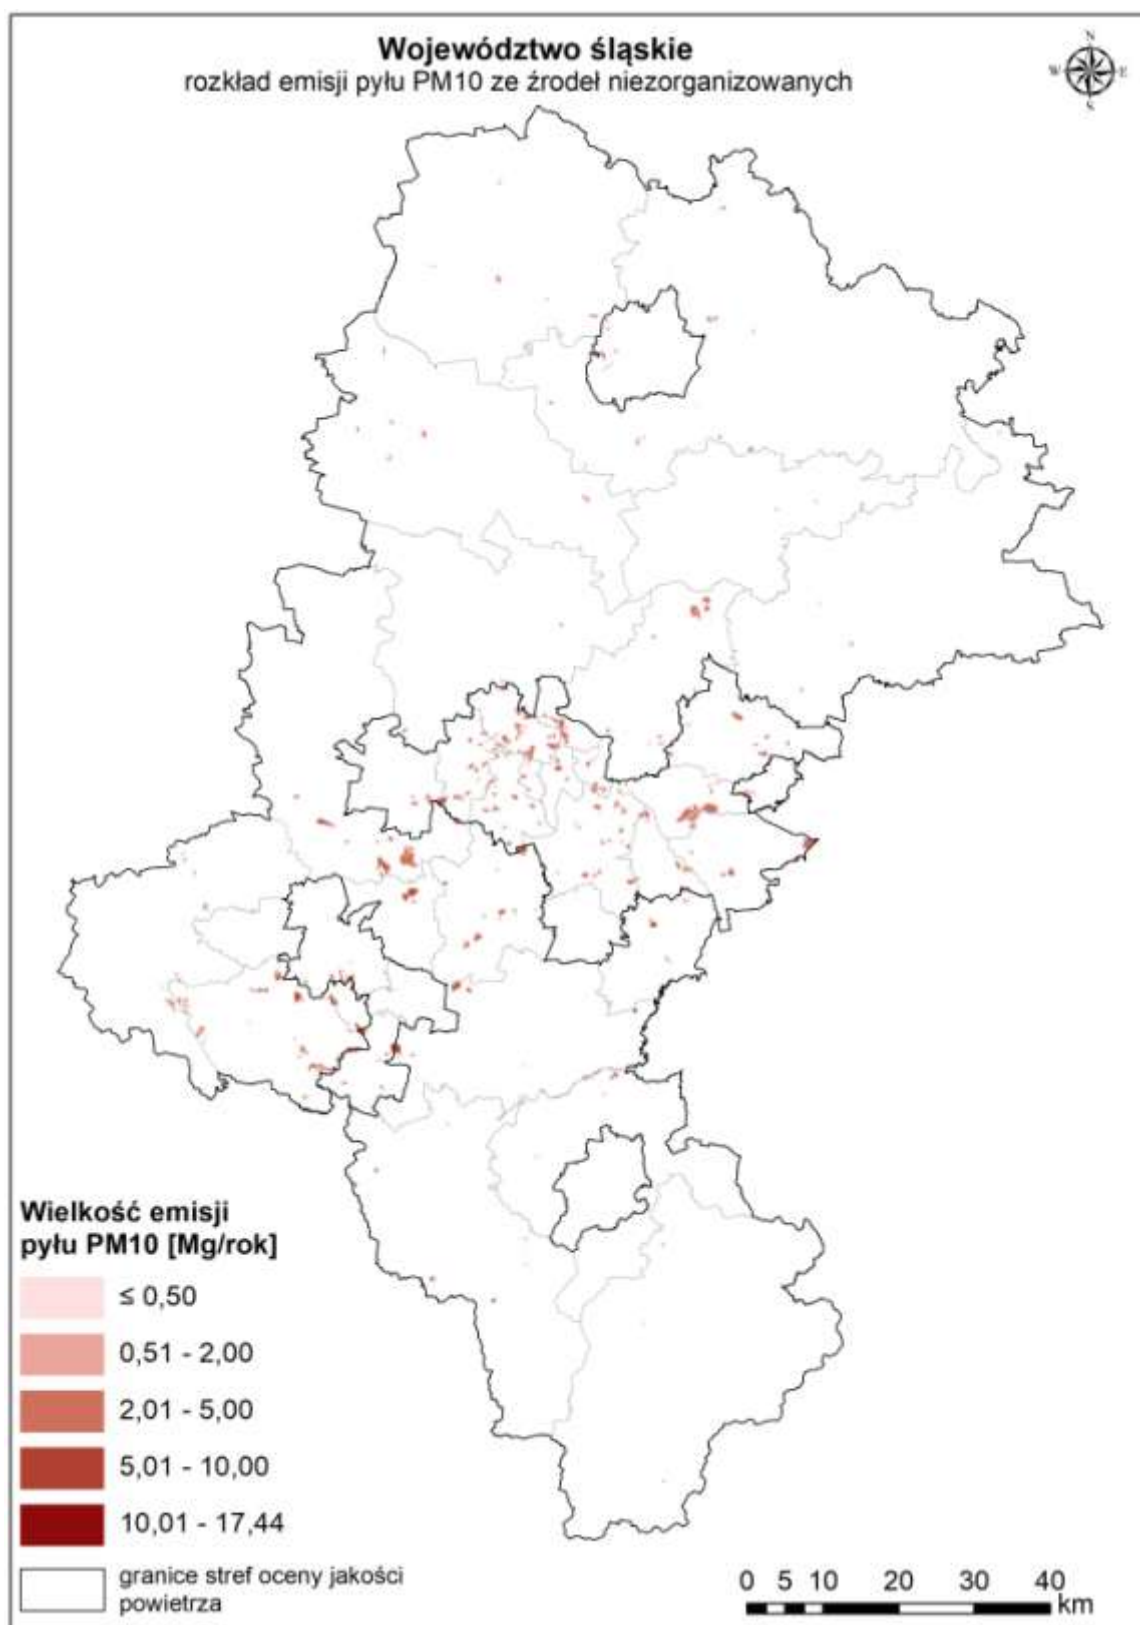 Województwo śląskie
rozkład emisji pyłu PM10 ze źrodeł niezorganizowanych
N
W E
S
Wielkość emisji
pyłu PM10 [Mg/rok]
≤ 0,50
0,51 - 2,00
2,01 - 5,00
5,01 - 10,00
10,01 - 17,44
granice stref oceny jakości
powietrza
0 5 10 20 30 40
km